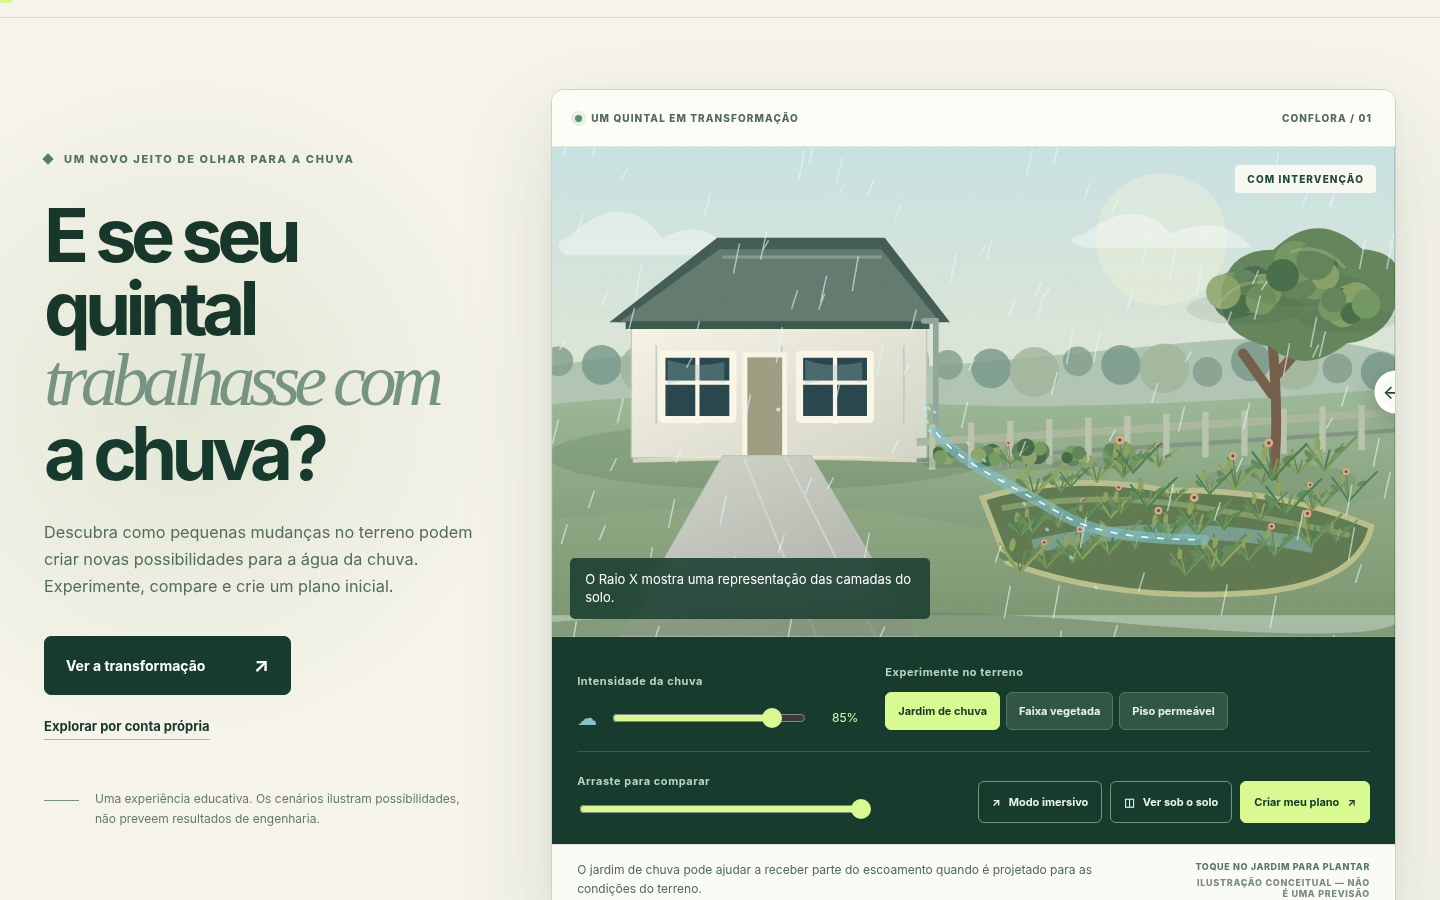 UM QUINTAL EM TRANSFORMAÇÃO
CONFLORA / 01
UM NOVO JEITO DE OLHAR PARA A CHUVA
COM INTERVENÇÃO
E se seu
quintal
trabalhasse com
a chuva?
Descubra como pequenas mudanças no terreno podem
criar novas possibilidades para a água da chuva.
Experimente, compare e crie um plano inicial.
O Raio X mostra uma representação das camadas do
solo.
Ver a transformação
Explorar por conta própria
Uma experiência educativa. Os cenários ilustram possibilidades,
não preveem resultados de engenharia.
Intensidade da chuva
85%
Experimente no terreno
Jardim de chuva
Faixa vegetada
Piso permeável
Arraste para comparar
Modo imersivo
Ver sob o solo
Criar meu plano
O jardim de chuva pode ajudar a receber parte do escoamento quando é projetado para as
condições do terreno.
TOQUE NO JARDIM PARA PLANTAR
ILUSTRAÇÃO CONCEITUAL — NÃO
É UMA PREVISÃO